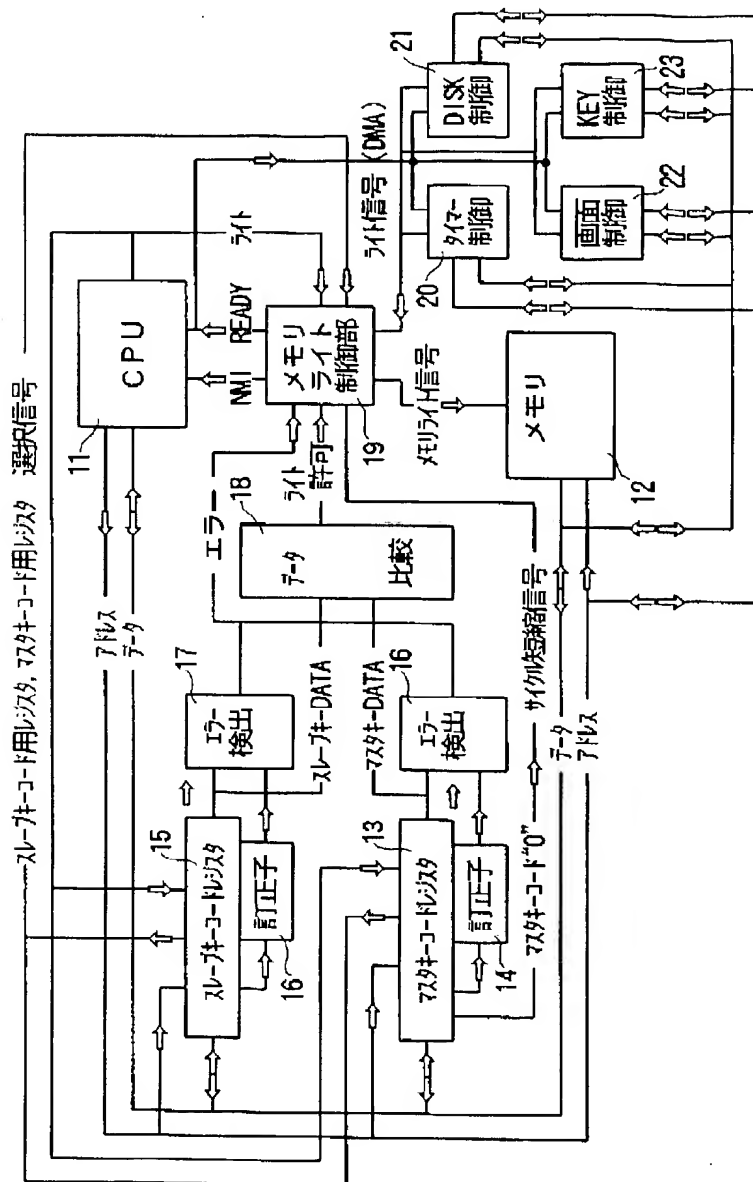 スレーブキーコード用レジスタ, マスタキーコード用レジスタ 選択信号
CPU
11
アドレス
データ
ライト
NMI
READY
エラー
ライト
許可
メモリ
ライト
制御部
19
ライト信号 (DMA)
メモリライト信号
データ
比較
18
エラー
検出
17
スレーブキーDATA
スレーブキーコードレジスタ
15
訂正子
16
マスタキーDATA
エラー
検出
16
マスタキーコードレジスタ
13
訂正子
14
マスタキーコード“0”
サイクル短縮信号
データ
アドレス
メモリ
12
タイマー
制御
20
DISK
制御
21
画面
制御
22
KEY
制御
23